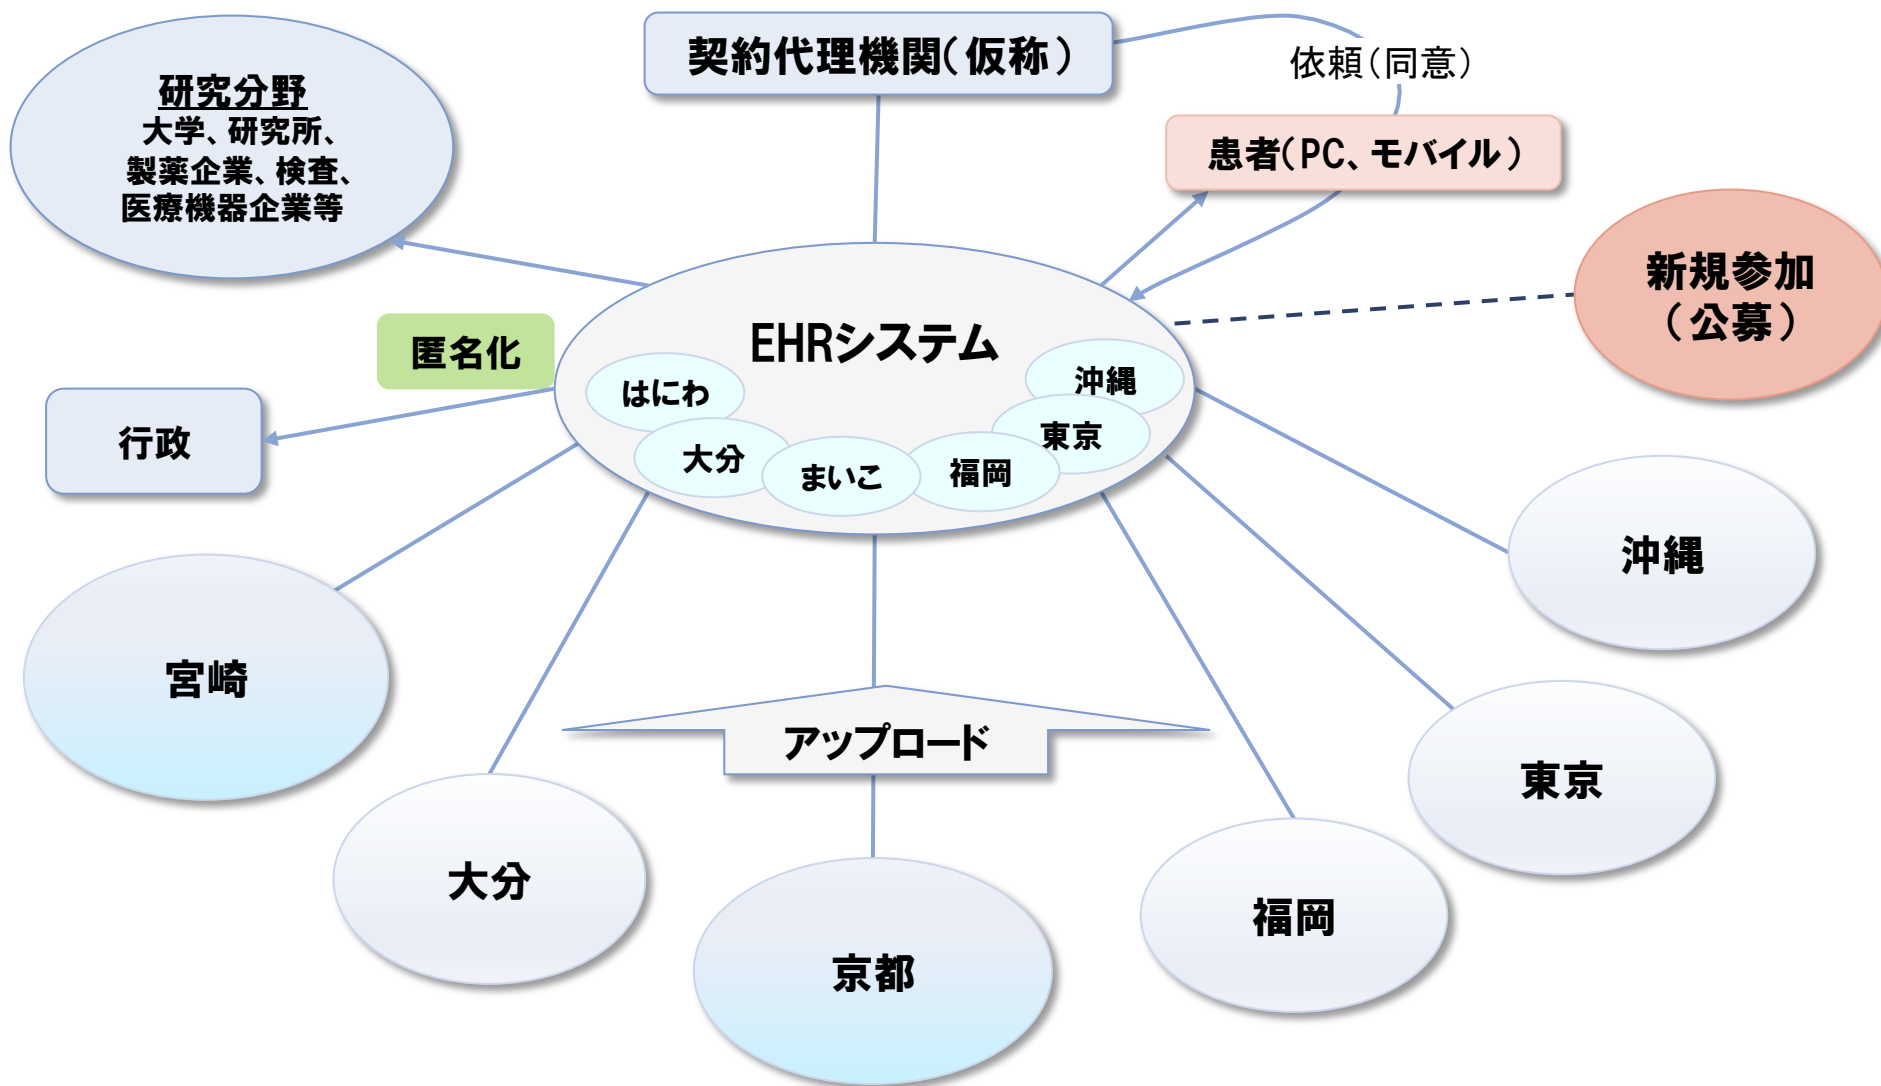 契約代理機関（仮称）
依頼（同意）
研究分野
大学、研究所、
製薬企業、検査、
医療機器企業等
患者（PC、モバイル）
新規参加
（公募）
EHRシステム
匿名化
はにわ
沖縄
大分
東京
まいこ
福岡
行政
沖縄
宮崎
アップロード
東京
大分
福岡
京都